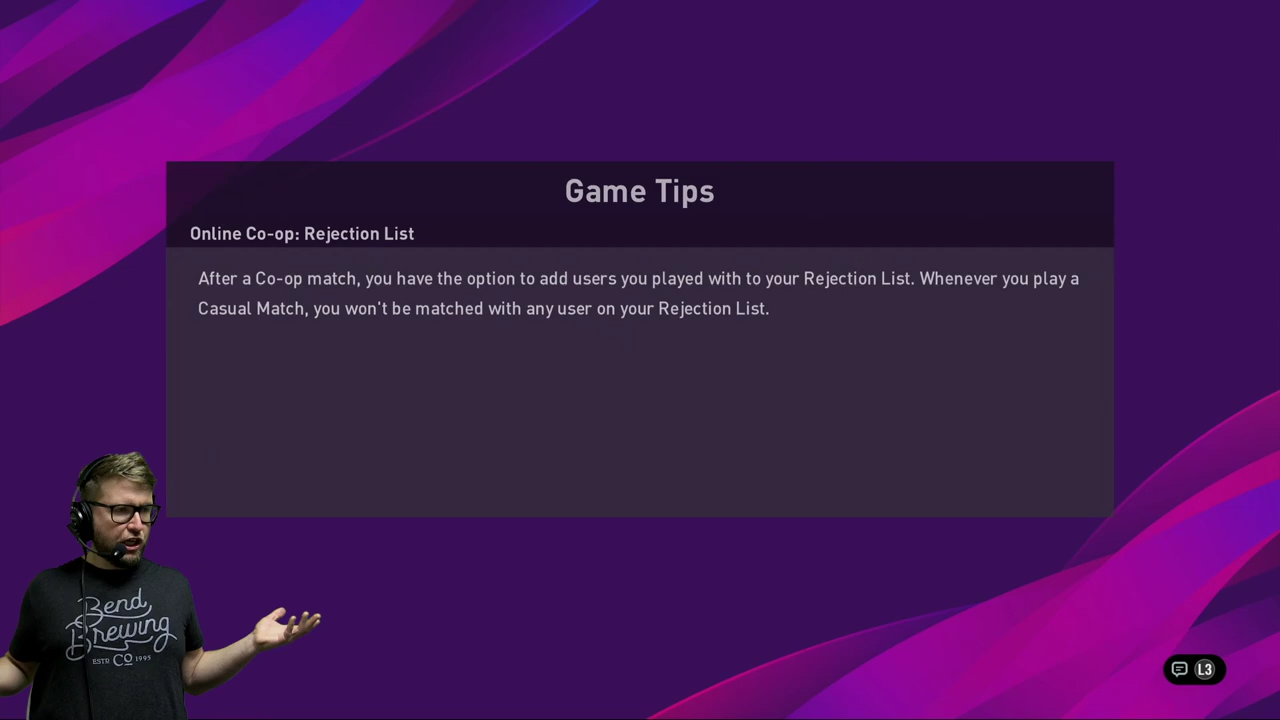 Game Tips
Online Co-op: Rejection List
After a Co-op match, you have the option to add users you played with to your Rejection List. Whenever you play a
Casual Match, you won't be matched with any user on your Rejection List.
Bend
Brewing
ESTD CO 1995
L3